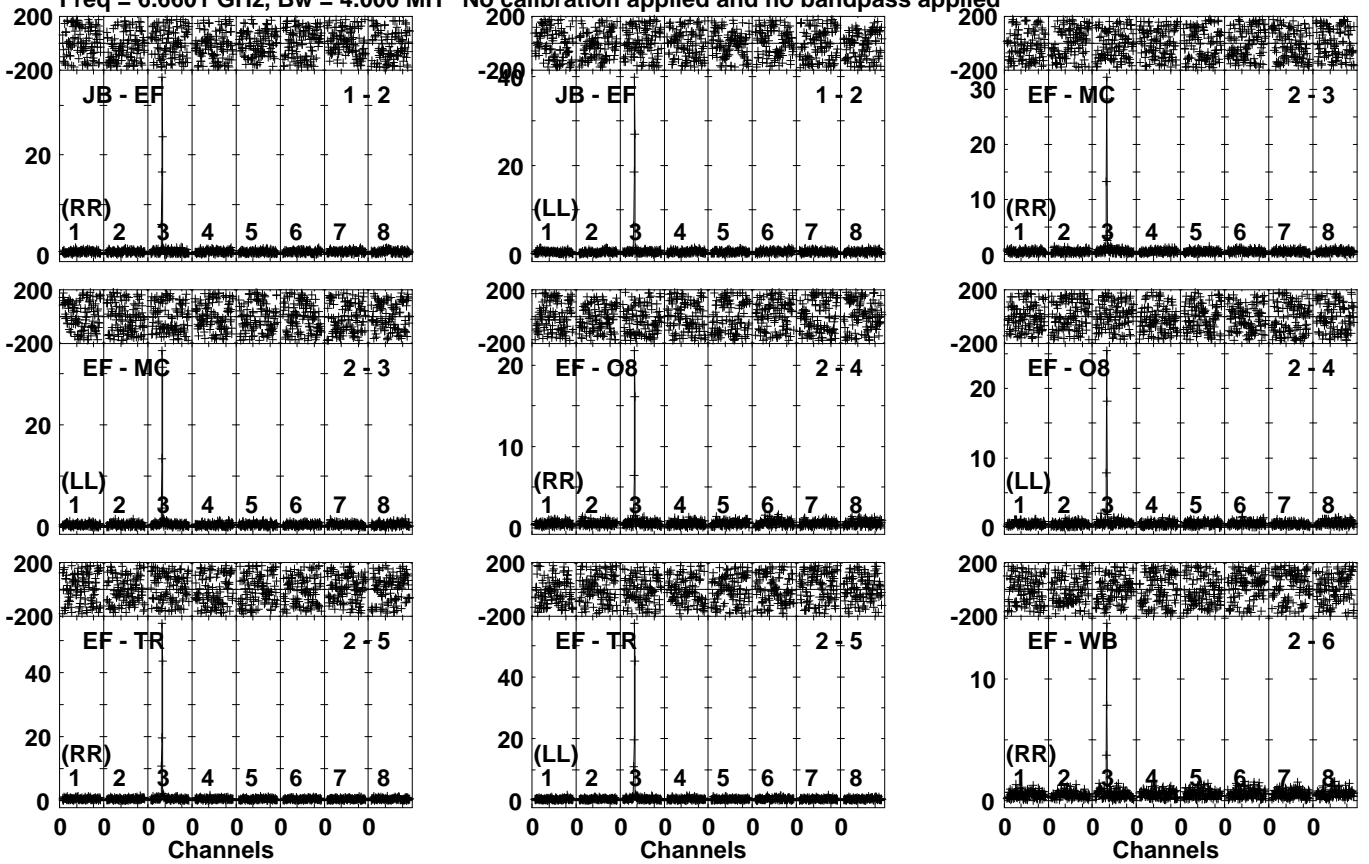 Freq = 6.6601 GHz, Bw = 4.000 MH No calibration applied and no bandpass applied
200
-200
JB - EF 1 - 2
20
(RR)
1 2 3 4 5 6 7 8
0
200
-200
40
JB - EF 1 - 2
20
(LL)
1 2 3 4 5 6 7 8
0
200
-200
30
EF - MC 2 - 3
20
10
(RR)
1 2 3 4 5 6 7 8
0
200
-200
EF - MC 2 - 3
20
(LL)
1 2 3 4 5 6 7 8
0
200
-200
20
EF - O8 2 - 4
10
(RR)
1 2 3 4 5 6 7 8
0
200
-200
EF - O8 2 - 4
20
10
(LL)
1 2 3 4 5 6 7 8
0
200
-200
EF - TR 2 - 5
40
20
(RR)
1 2 3 4 5 6 7 8
0
0 0 0 0 0 0 0 0
Channels
200
-200
EF - TR 2 - 5
40
20
(LL)
1 2 3 4 5 6 7 8
0
0 0 0 0 0 0 0 0
Channels
200
-200
EF - WB 2 - 6
10
(RR)
1 2 3 4 5 6 7 8
0
0 0 0 0 0 0 0 0
Channels